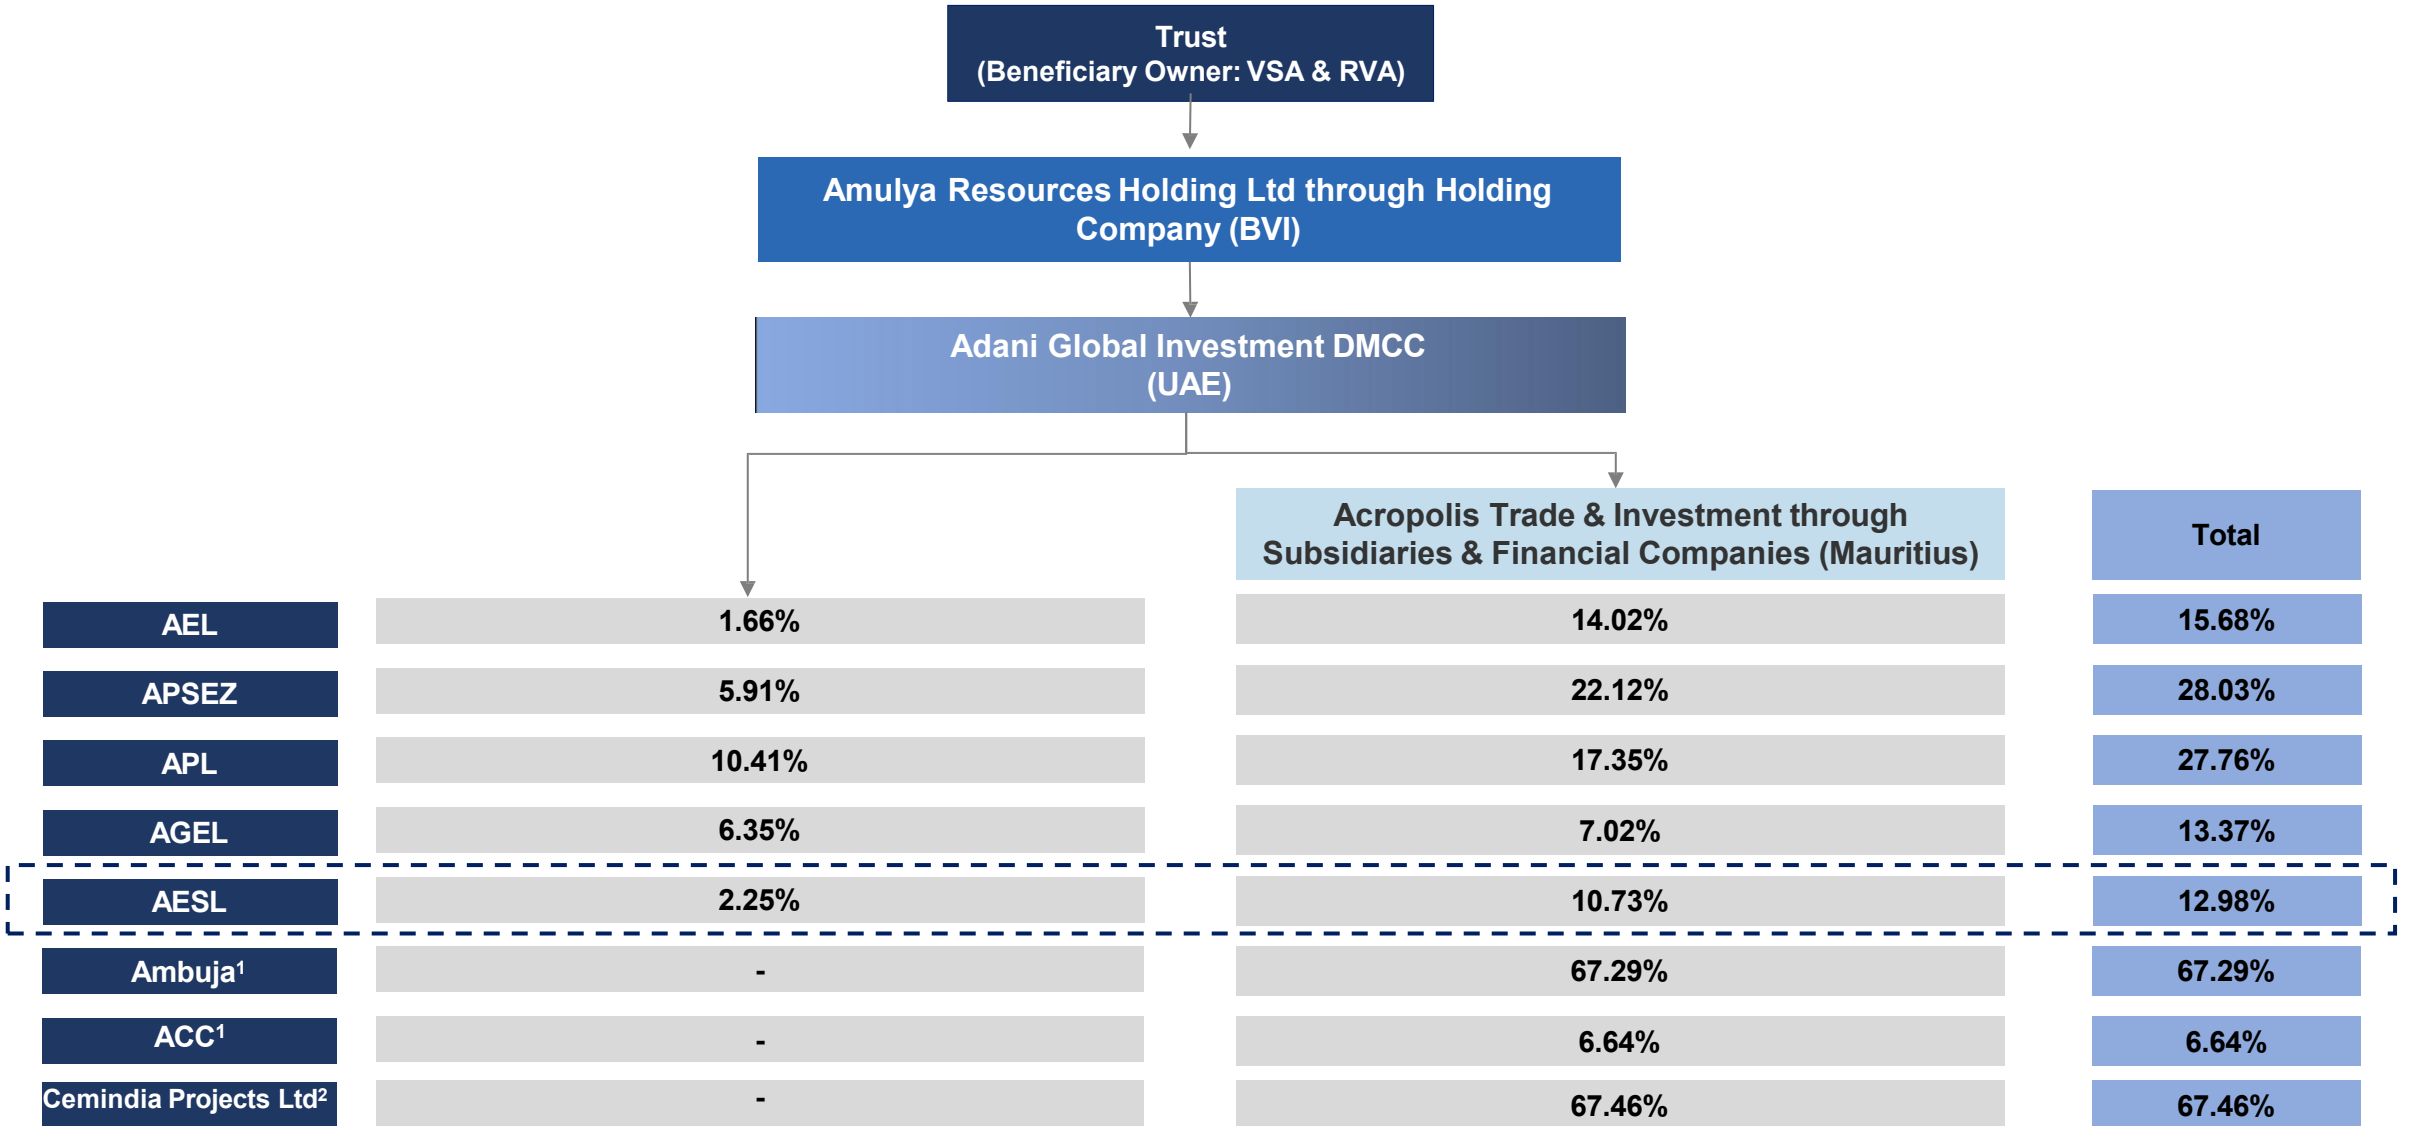 Trust
(Beneficiary Owner: VSA & RVA)
Amulya Resources Holding Ltd through Holding
Company (BVI)
Adani Global Investment DMCC
(UAE)
Acropolis Trade & Investment through
Subsidiaries & Financial Companies (Mauritius)
Total
AEL 1.66% 14.02% 15.68%
APSEZ 5.91% 22.12% 28.03%
APL 10.41% 17.35% 27.76%
AGEL 6.35% 7.02% 13.37%
AESL 2.25% 10.73% 12.98%
Ambuja¹ - 67.29% 67.29%
ACC¹ - 6.64% 6.64%
Cemindia Projects Ltd² - 67.46% 67.46%